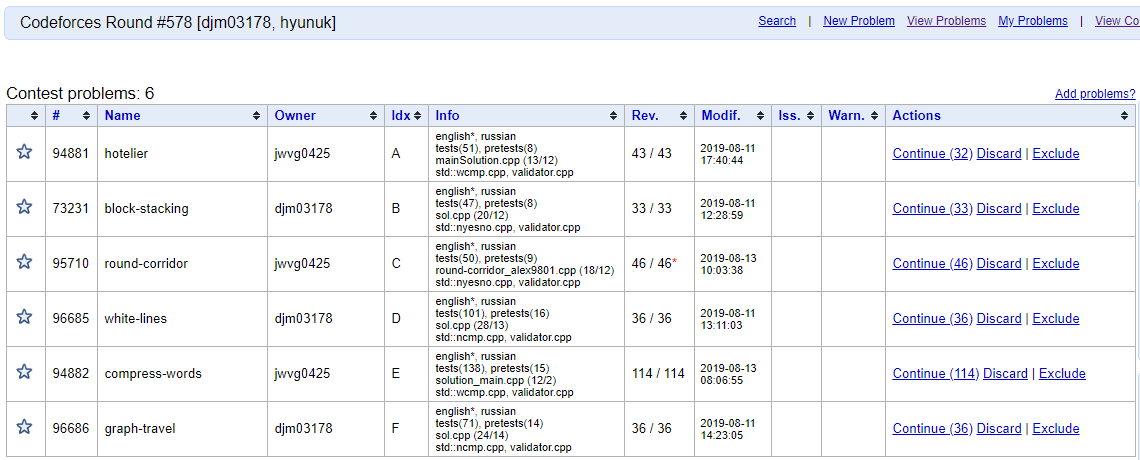 Codeforces Round #578 [djm03178, hyunuk]
Search | New Problem View Problems My Problems | View Co
Contest problems: 6
Add problems?
# Name Owner Idx Info Rev. Modif. Iss. Warn. Actions
94881 hotelier jwvg0425 A
english*, russian
tests(51), pretests(8)
mainSolution.cpp (13/12)
std::wcmp.cpp, validator.cpp
43 / 43
2019-08-11
17:40:44
Continue (32) Discard | Exclude
73231 block-stacking djm03178 B
english*, russian
tests(47), pretests(8)
sol.cpp (20/12)
std::nyesno.cpp, validator.cpp
33 / 33
2019-08-11
12:28:59
Continue (33) Discard | Exclude
95710 round-corridor jwvg0425 C
english*, russian
tests(50), pretests(9)
round-corridor_alex9801.cpp (18/12)
std::nyesno.cpp, validator.cpp
46 / 46*
2019-08-13
10:03:38
Continue (46) Discard | Exclude
96685 white-lines djm03178 D
english*, russian
tests(101), pretests(16)
sol.cpp (28/13)
std::ncmp.cpp, validator.cpp
36 / 36
2019-08-11
13:11:03
Continue (36) Discard | Exclude
94882 compress-words jwvg0425 E
english*, russian
tests(138), pretests(15)
solution_main.cpp (12/2)
std::wcmp.cpp, validator.cpp
114 / 114
2019-08-13
08:06:55
Continue (114) Discard | Exclude
96686 graph-travel djm03178 F
english*, russian
tests(71), pretests(14)
sol.cpp (24/14)
std::ncmp.cpp, validator.cpp
36 / 36
2019-08-11
14:23:05
Continue (36) Discard | Exclude